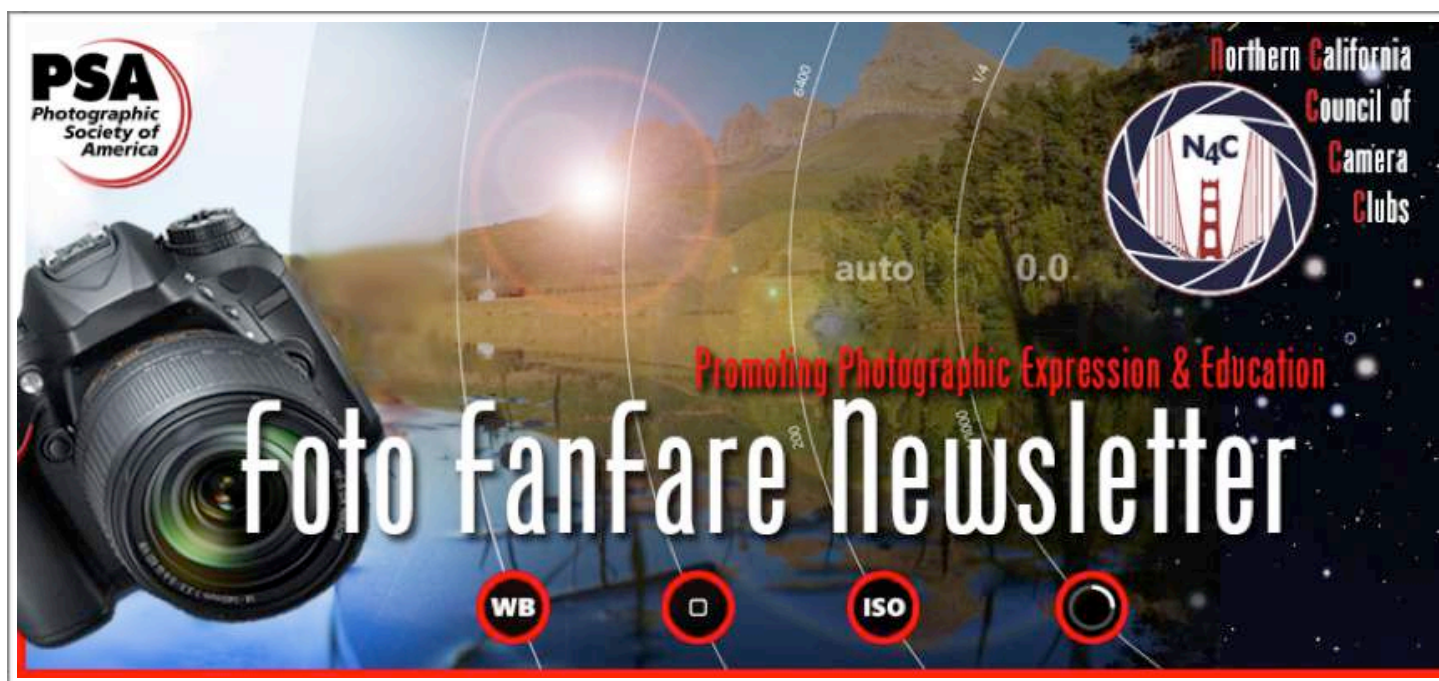 PSA
Photographic
Society of
America
Northern California
Council of
Camera
Clubs
N4C
6400
1/4
auto
0.0
Promoting Photographic Expression & Education
Foto Fanfare Newsletter
200
WB
ISO